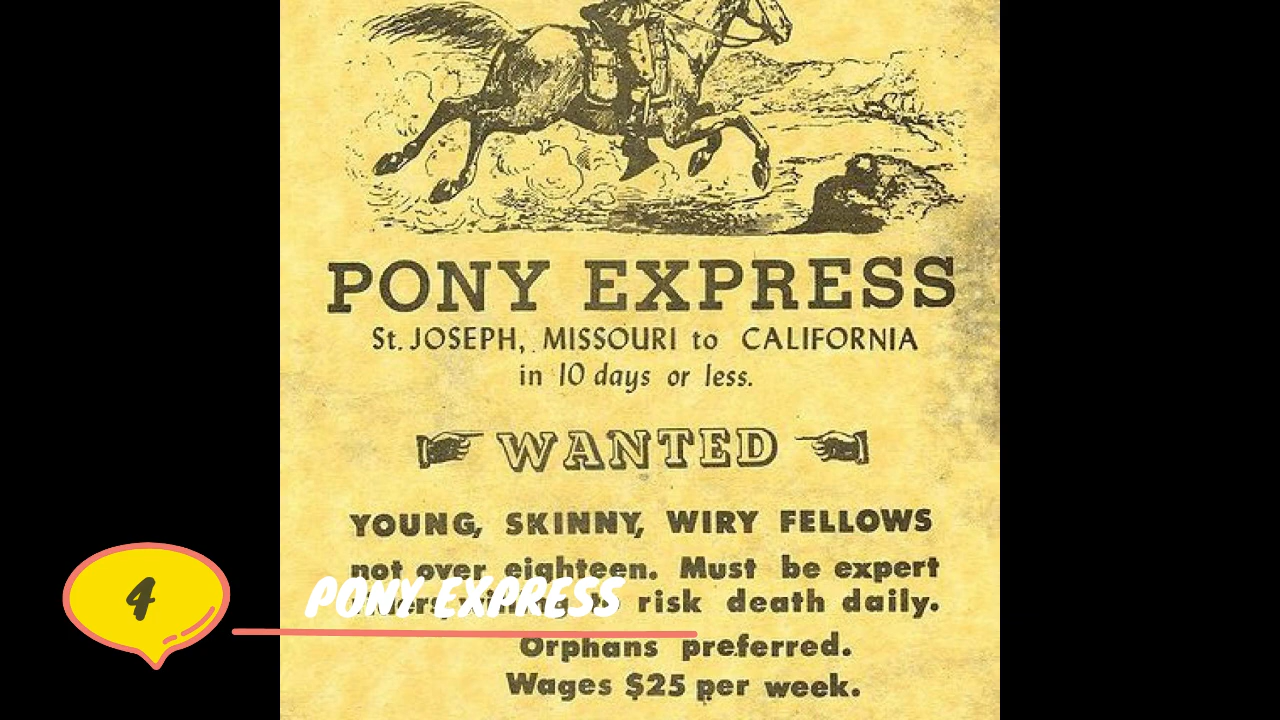 PONY EXPRESS
St. JOSEPH, MISSOURI to CALIFORNIA
in 10 days or less.
WANTED
YOUNG, SKINNY, WIRY FELLOWS
not over eighteen. Must be expert
risk death daily.
4
PONY EXPRESS
Orphans preferred.
Wages $25 per week.